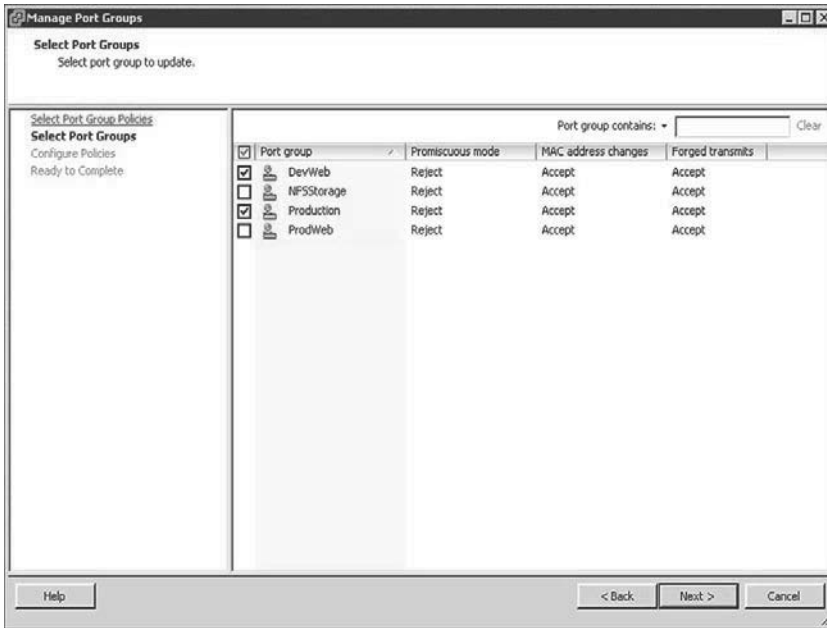 Manage Port Groups
Select Port Groups
Select port group to update.
Select Port Group Policies
Select Port Groups
Configure Policies
Ready to Complete
Port group contains: Clear
Port group Promiscuous mode MAC address changes Forged transmits
DevWeb Reject Accept Accept
NFSStorage Reject Accept Accept
Production Reject Accept Accept
ProdWeb Reject Accept Accept
Help < Back Next > Cancel